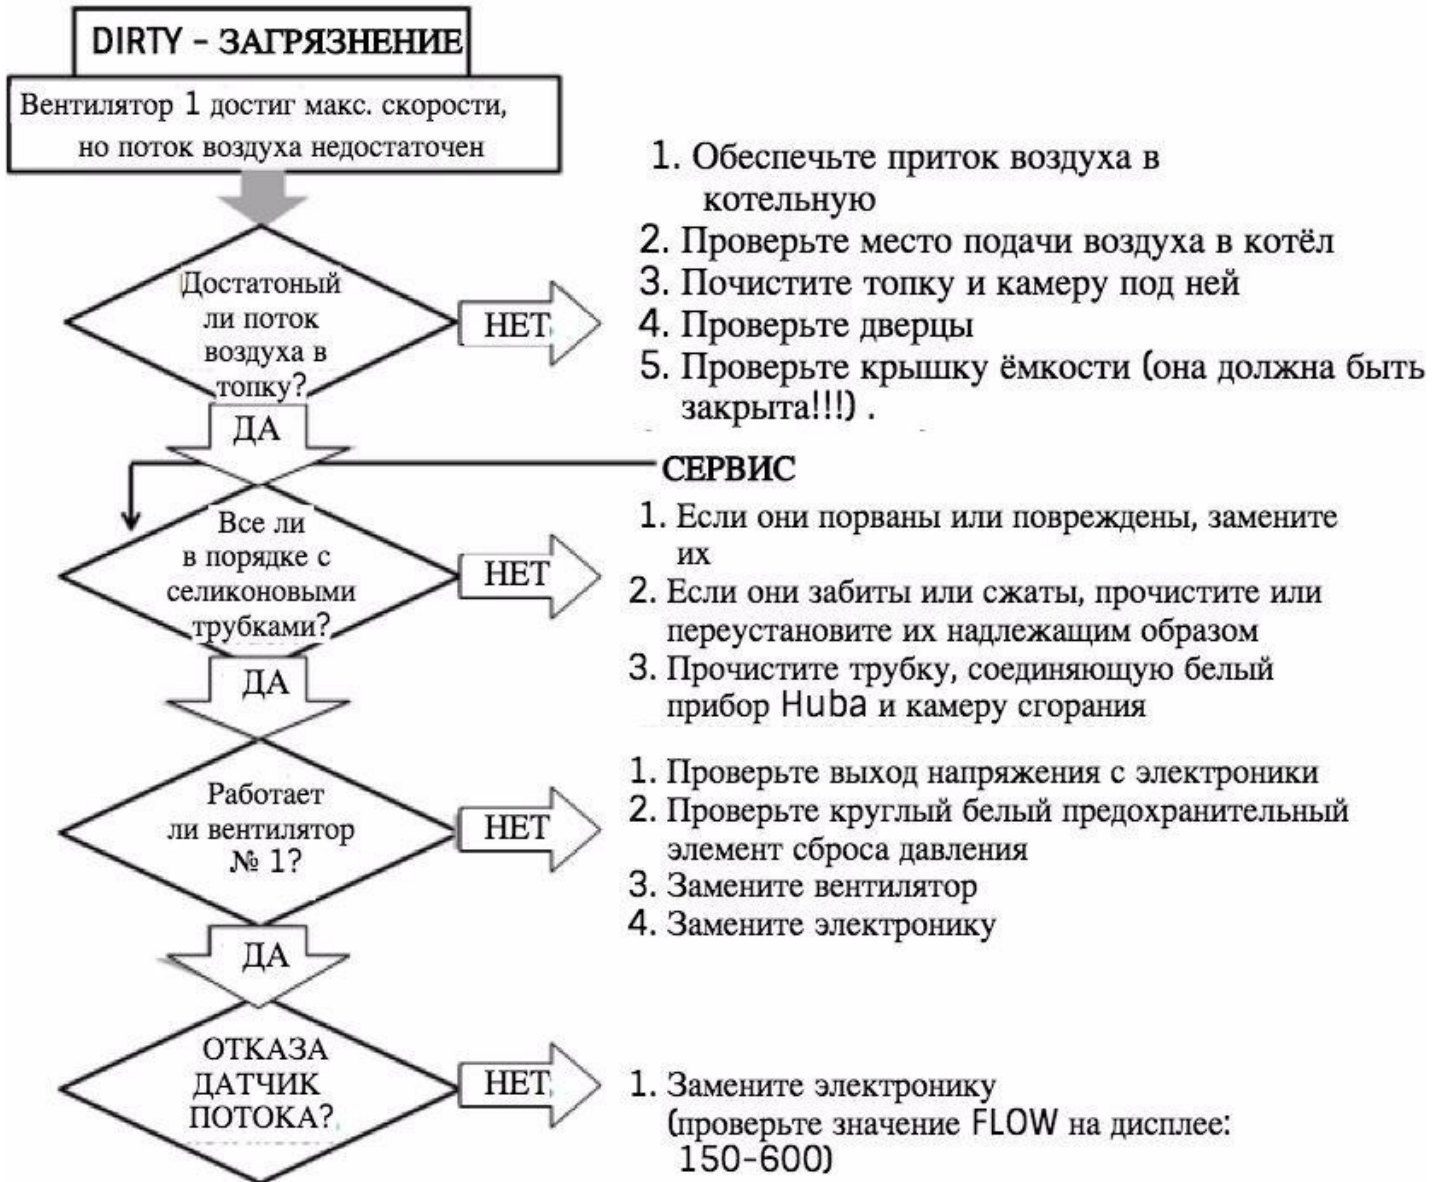 DIRTY - ЗАГРЯЗНЕНИЕ
Вентилятор 1 достиг макс. скорости,
но поток воздуха недостаточен
Достатоный
ли поток
воздуха в
топку?
НЕТ
1. Обеспечьте приток воздуха в
котельную
2. Проверьте место подачи воздуха в котёл
3. Почистите топку и камеру под ней
4. Проверьте дверцы
5. Проверьте крышку ёмкости (она должна быть
закрыта!!!) .
ДА
СЕРВИС
Все ли
в порядке с
селиконовыми
трубками?
НЕТ
1. Если они порваны или повреждены, замените
их
2. Если они забиты или сжаты, прочистите или
переустановите их надлежащим образом
3. Прочистите трубку, соединяющую белый
прибор Huba и камеру сгорания
ДА
Работает
ли вентилятор
№ 1?
НЕТ
1. Проверьте выход напряжения с электроники
2. Проверьте круглый белый предохранительный
элемент сброса давления
3. Замените вентилятор
4. Замените электронику
ДА
ОТКАЗА
ДАТЧИК
ПОТОКА?
НЕТ
1. Замените электронику
(проверьте значение FLOW на дисплее:
150-600)